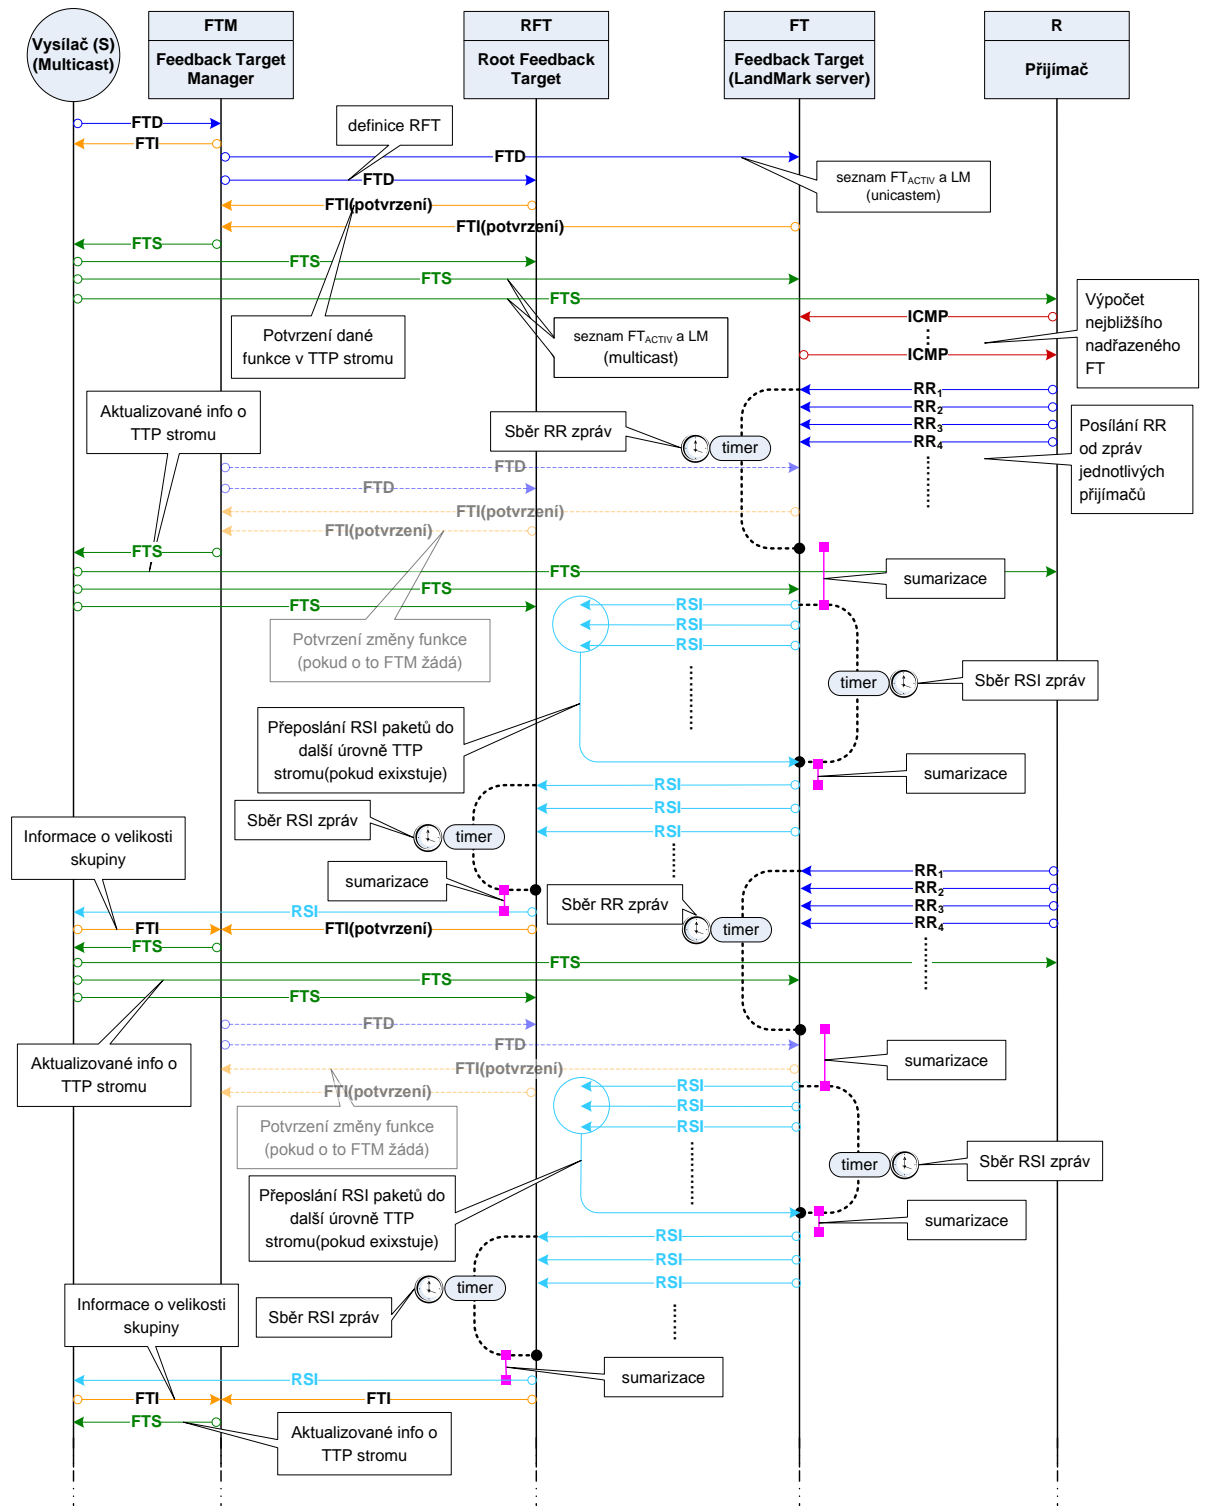 Vysílač (S)
(Multicast)
FTM
Feedback Target
Manager
RFT
Root Feedback
Target
FT
Feedback Target
(LandMark server)
R
Přijímač
FTD
FTI
definice RFT
FTD
FTD
seznam FTACTIV a LM
(unicastem)
FTI(potvrzení)
FTI(potvrzení)
FTS
FTS
FTS
FTS
Potvrzení dané
funkce v TTP stromu
seznam FTACTIV a LM
(multicast)
ICMP
ICMP
Výpočet
nejbližšího
nadřazeného
FT
RR1
RR2
RR3
RR4
Aktualizované info o
TTP stromu
Sběr RR zpráv
timer
Posílání RR
od zpráv
jednotlivých
přijímačů
FTD
FTD
FTI(potvrzení)
FTI(potvrzení)
FTS
FTS
FTS
FTS
sumarizace
RSI
RSI
RSI
Potvrzení změny funkce
(pokud o to FTM žádá)
timer
Sběr RSI zpráv
Přeposlání RSI paketů do
další úrovně TTP
stromu(pokud exixstuje)
sumarizace
RSI
RSI
RSI
Sběr RSI zpráv
timer
Informace o velikosti
skupiny
sumarizace
Sběr RR zpráv
timer
RR1
RR2
RR3
RR4
RSI
FTI
FTI(potvrzení)
FTS
FTS
FTS
FTS
FTD
FTD
Aktualizované info o
TTP stromu
sumarizace
FTI(potvrzení)
FTI(potvrzení)
RSI
RSI
RSI
Potvrzení změny funkce
(pokud o to FTM žádá)
timer
Sběr RSI zpráv
Přeposlání RSI paketů do
další úrovně TTP
stromu(pokud exixstuje)
sumarizace
RSI
RSI
RSI
timer
Sběr RSI zpráv
Informace o velikosti
skupiny
sumarizace
RSI
FTI
FTI
FTS
Aktualizované info o
TTP stromu